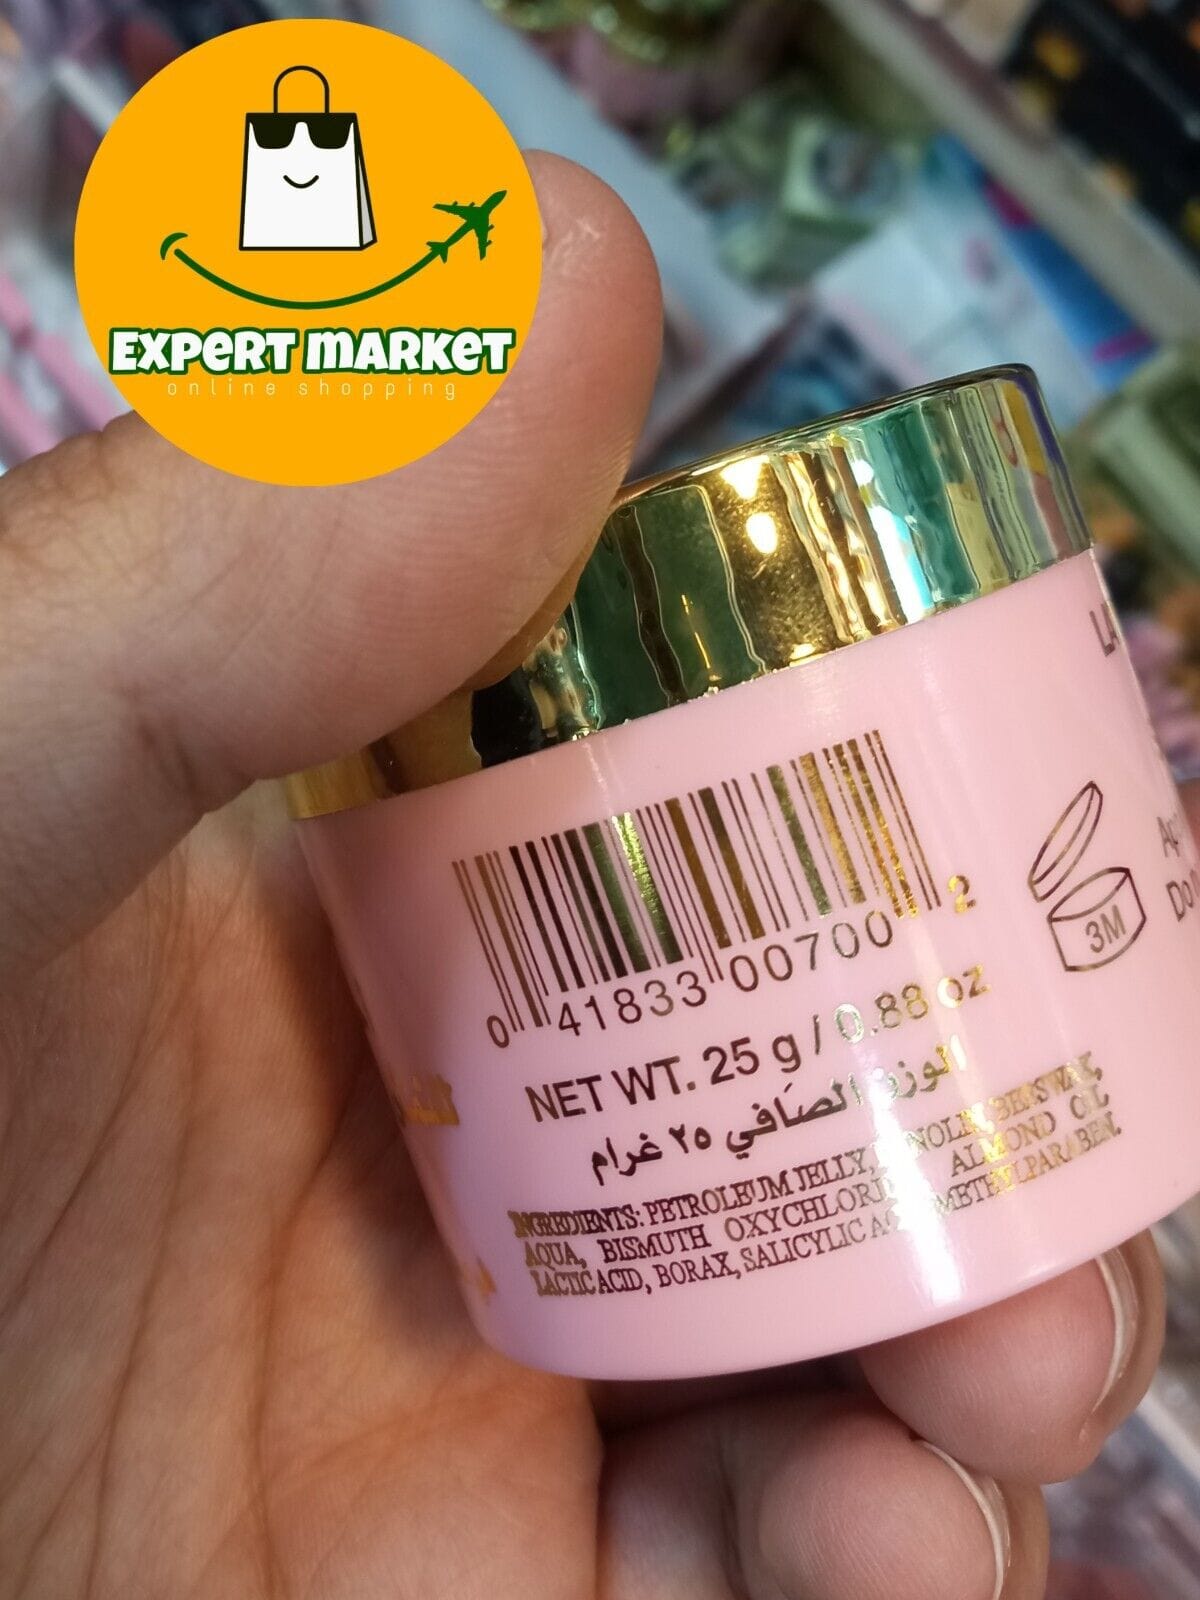 EXPERT MARKET
online shopping
0 41833 00700 2
3M
NET WT. 25 g / 0.88 oz
الوزن الصافي ٢٥ غرام
INGREDIENTS: PETROLEUM JELLY, LANOLIN, BEESWAX,
AQUA, BISMUTH OXYCHLORIDE, ALMOND OIL
LACTIC ACID, BORAX, SALICYLIC ACID, METHYLPARABEN.